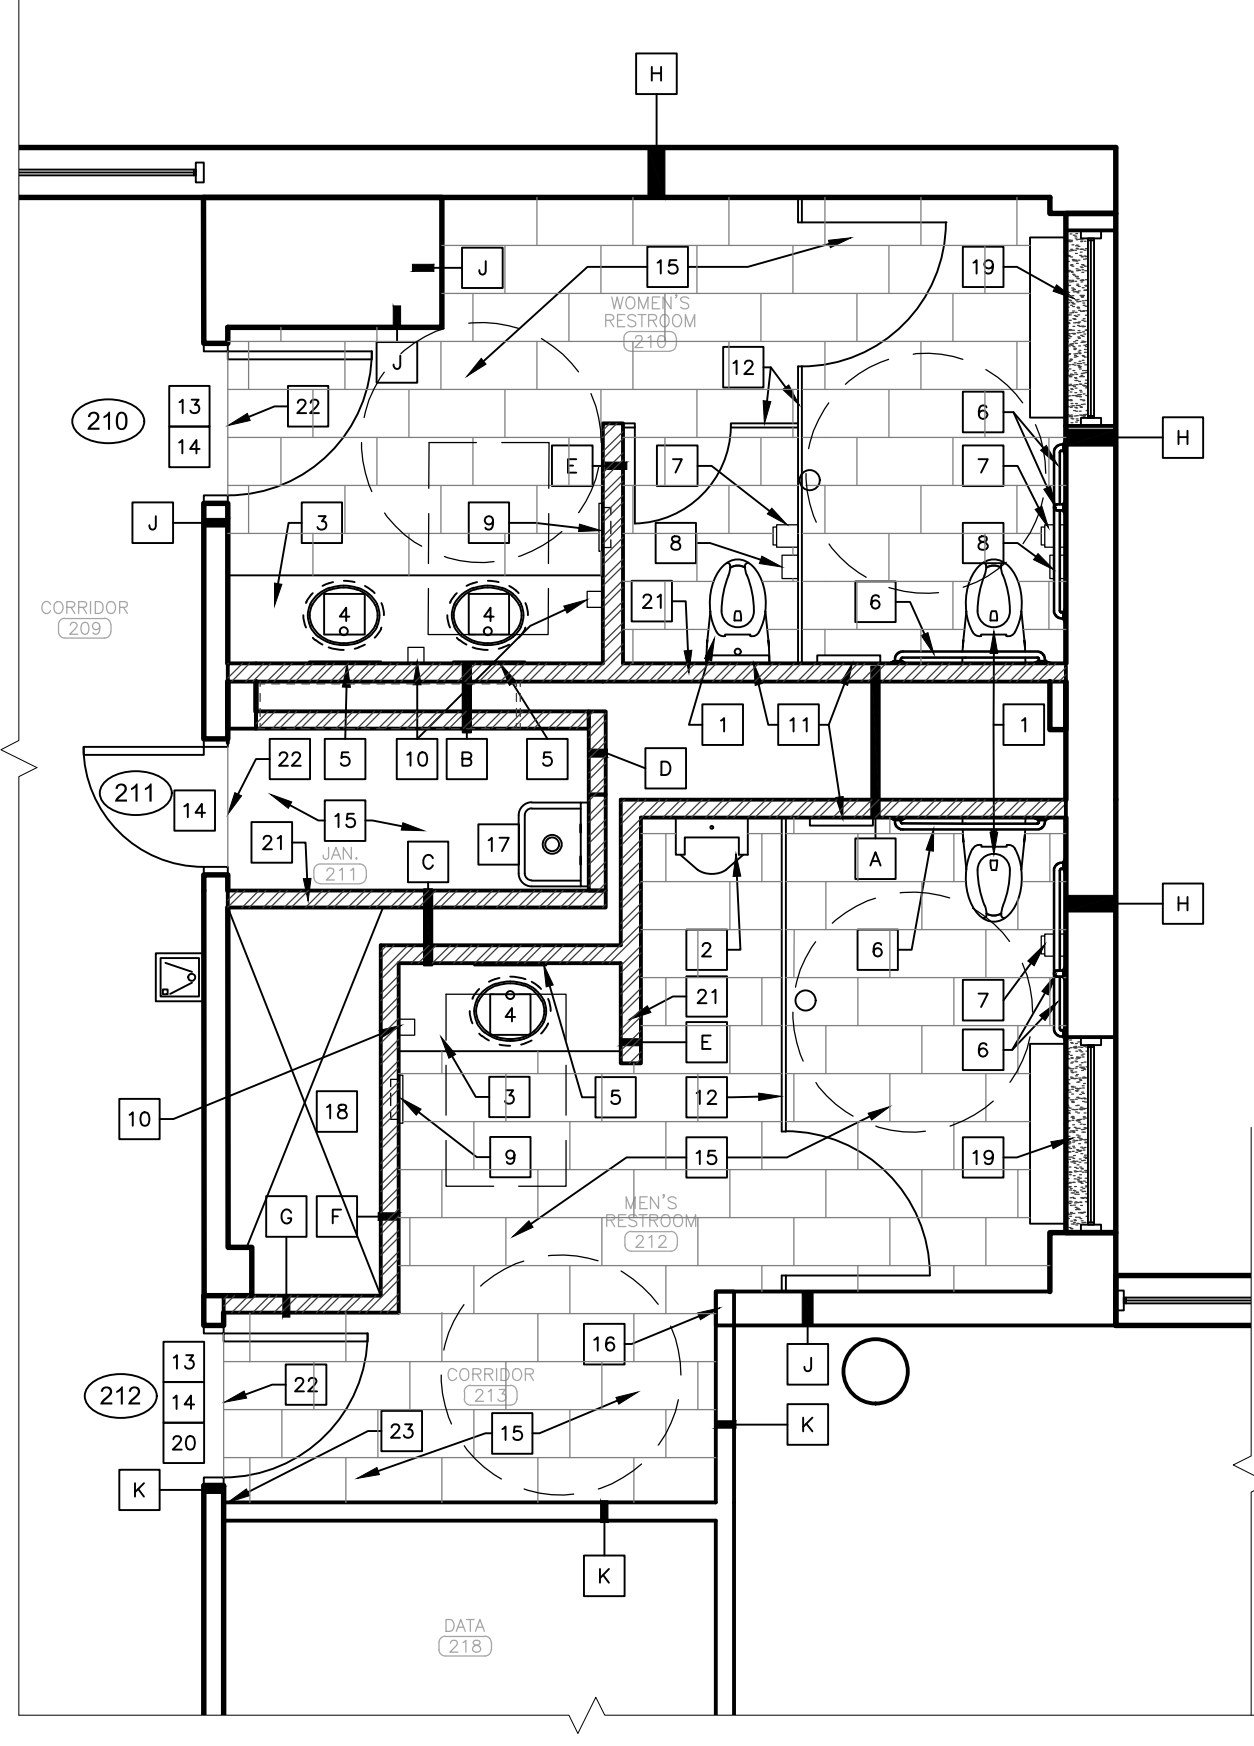 H
J
15
19
WOMEN'S
RESTROOM
210
J
12
13
14
210
22
6
H
E
7
7
J
3
9
8
8
CORRIDOR
209
4
4
21
6
1
11
1
22
5
10
B
5
D
211
14
15
21
JAN.
211
C
17
A
H
2
6
21
7
4
E
6
10
18
3
5
12
9
15
19
G
F
MEN'S
RESTROOM
212
16
J
13
14
20
212
22
CORRIDOR
213
23
15
K
K
K
DATA
218